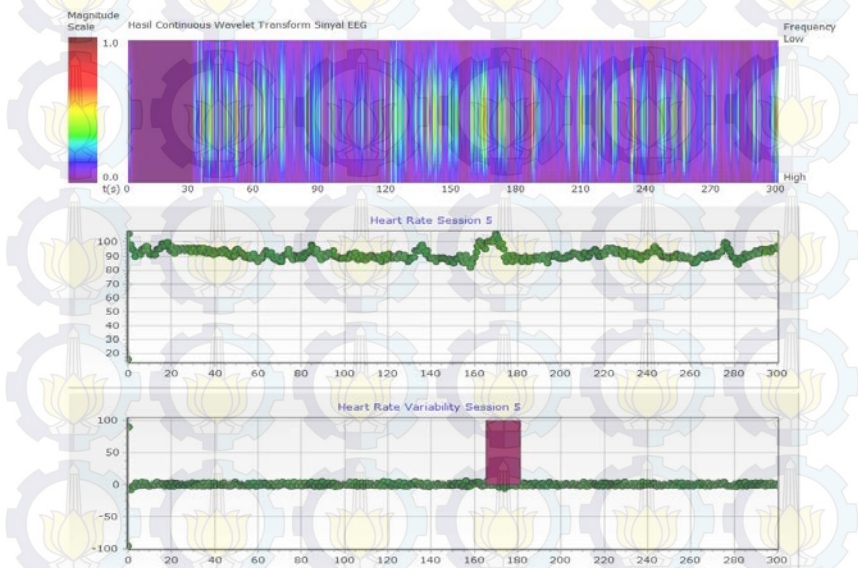 Magnitude
Scale
Hasil Continuous Wavelet Transform Sinyal EEG
Frequency
Low
1.0
0.0
High
t(s) 0 30 60 90 120 150 180 210 240 270 300
Heart Rate Session 5
100
90
80
70
60
50
40
30
20
0 20 40 60 80 100 120 140 160 180 200 220 240 260 280 300
Heart Rate Variability Session 5
100
50
0
-50
-100
0 20 40 60 80 100 120 140 160 180 200 220 240 260 280 300